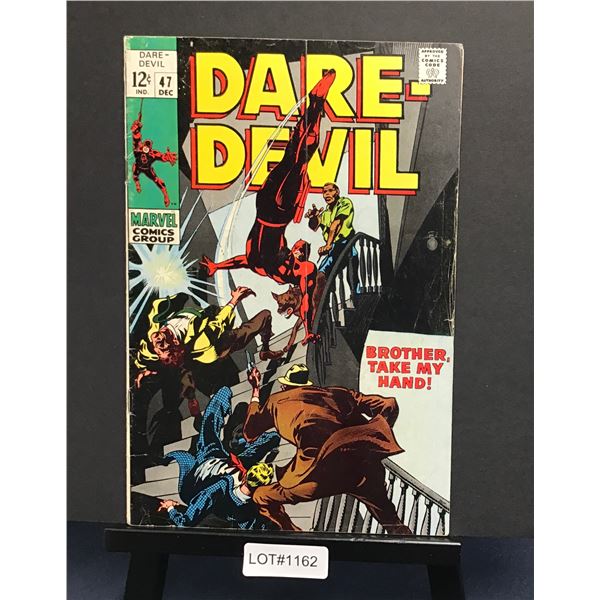 DARE-
DEVIL
12¢
IND.
47
DEC
MARVEL
COMICS
GROUP
DARE-
DEVIL
APPROVED
BY THE
COMICS
CODE
AUTHORITY
BROTHER,
TAKE MY
HAND!
LOT#1162